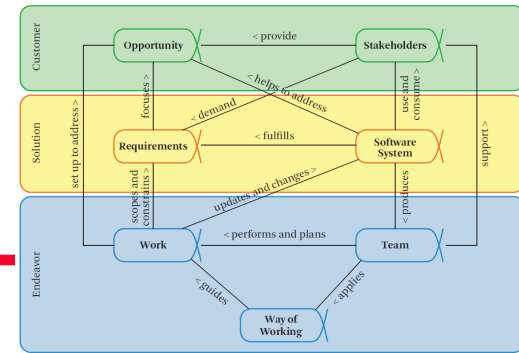 Customer
Opportunity
< provide
Stakeholders
set up to address >
focuses >
< helps to address
< demand
use and
consume >
support >
Solution
Requirements
< fulfills
Software
System
scopes and
constrains >
updates and changes >
< produces
Endeavor
Work
< performs and plans
Team
< guides
< applies
Way of
Working